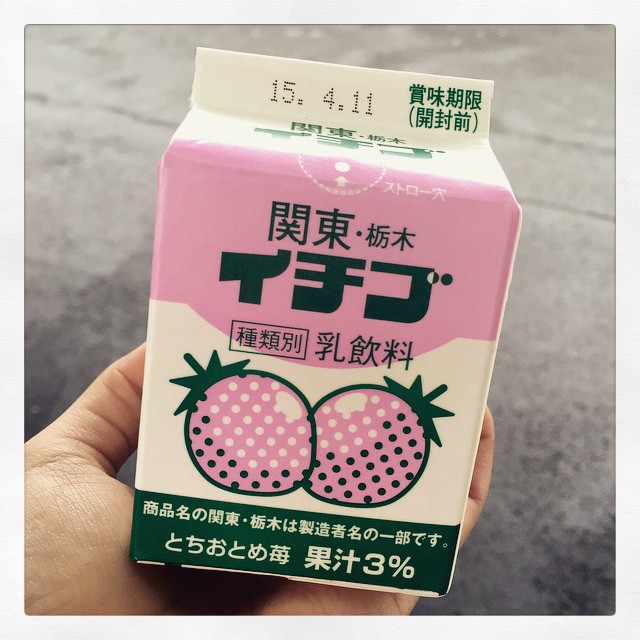 15. 4.11
賞味期限
(開封前)
関東・栃木
イチゴ
ストロー穴
関東・栃木
イチゴ
種類別 乳飲料
商品名の関東・栃木は製造者名の一部です。
とちおとめ苺 果汁3%